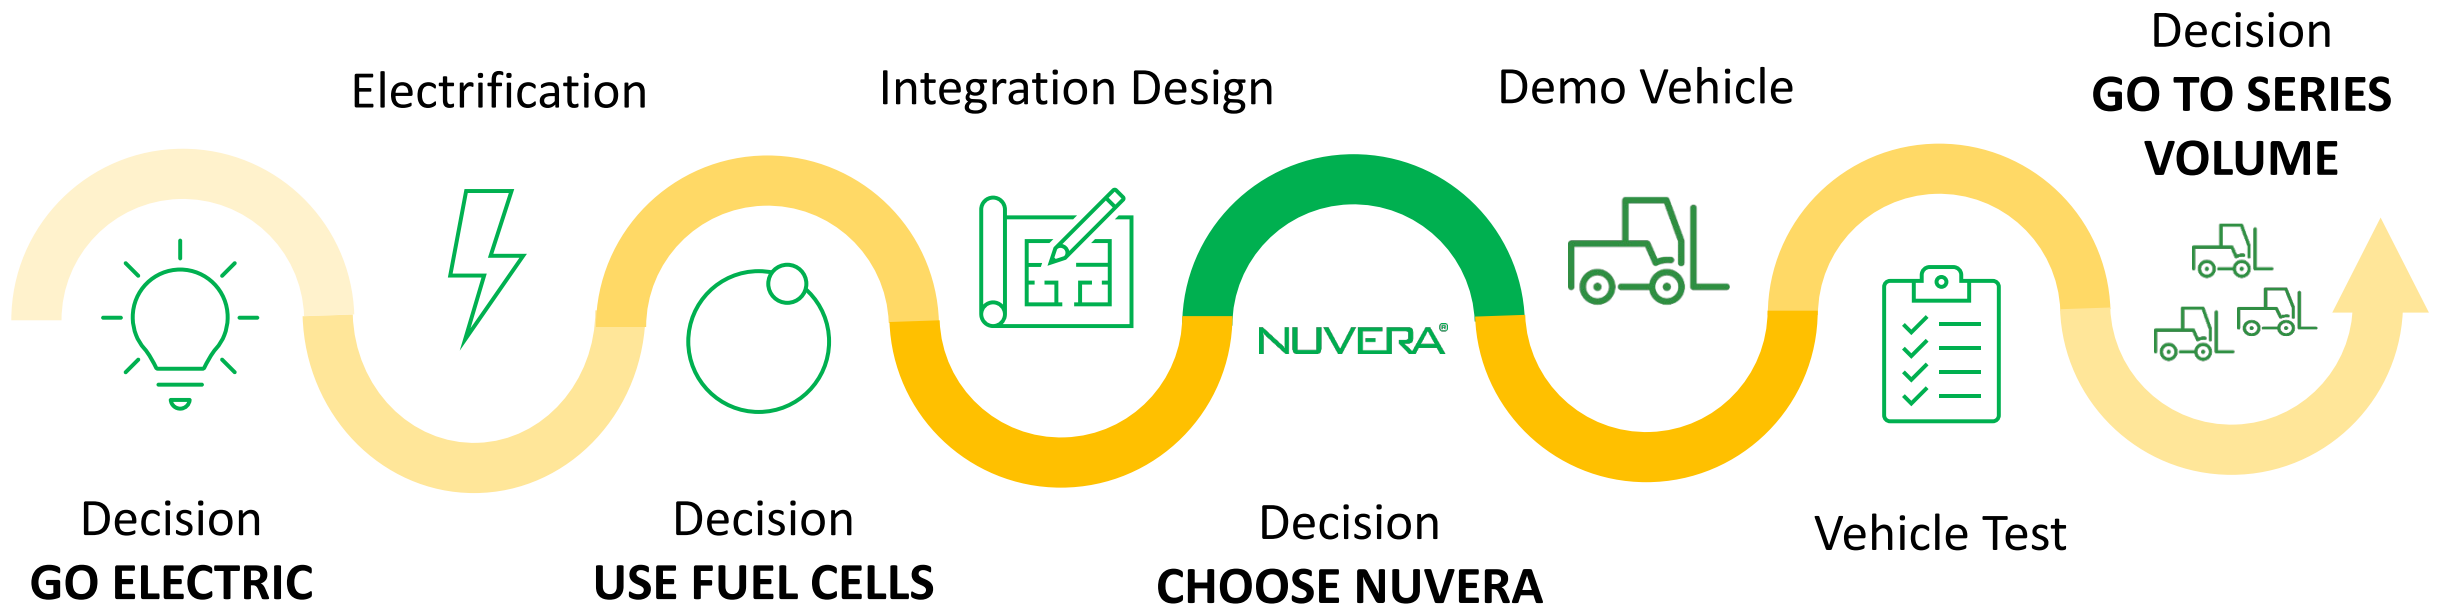 Decision
GO ELECTRIC
Electrification
Decision
USE FUEL CELLS
Integration Design
NUVERA®
Decision
CHOOSE NUVERA
Demo Vehicle
Vehicle Test
Decision
GO TO SERIES
VOLUME